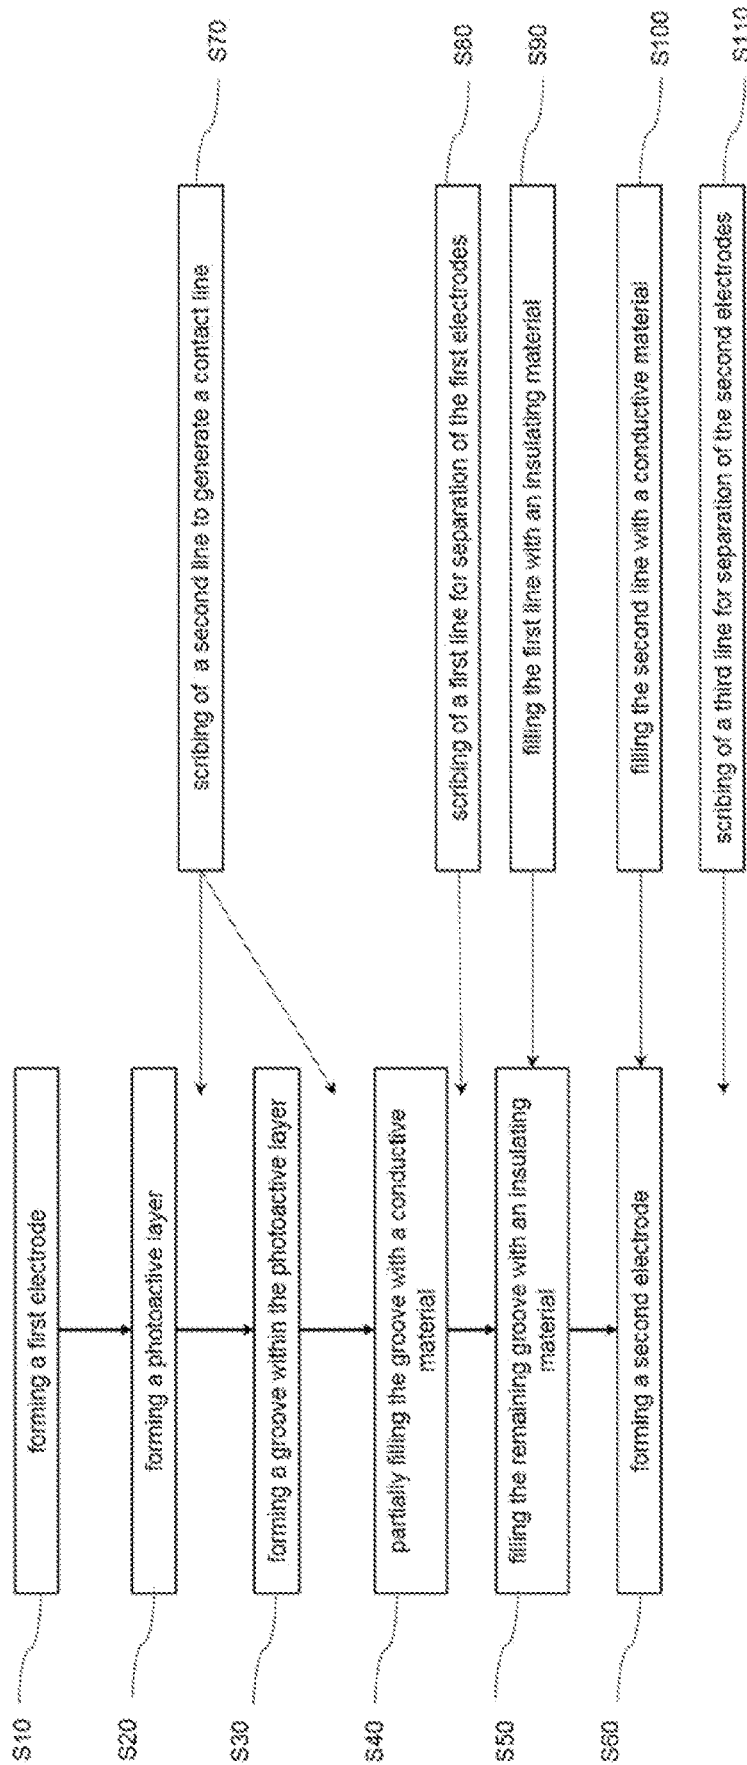 S10
forming a first electrode
S20
forming a photoactive layer
S70
scribing of a second line to generate a contact line
S30
forming a groove within the photoactive layer
S40
partially filling the groove with a conductive
material
S80
scribing of a first line for separation of the first electrodes
S50
filling the remaining groove with an insulating
material
S90
filling the first line with an insulating material
S60
forming a second electrode
S100
filling the second line with a conductive material
S110
scribing of a third line for separation of the second electrodes